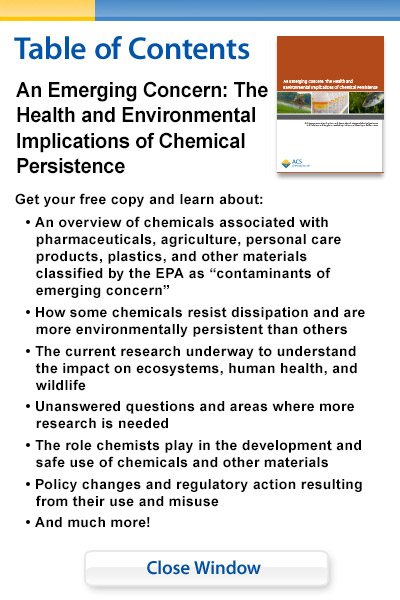 Table of Contents
An Emerging Concern: The
Health and Environmental
Implications of Chemical
Persistence
An Emerging Concern: The Health and
Environmental Implications of Chemical Persistence
ACS
Get your free copy and learn about:
• An overview of chemicals associated with
pharmaceuticals, agriculture, personal care
products, plastics, and other materials
classified by the EPA as “contaminants of
emerging concern”
• How some chemicals resist dissipation and are
more environmentally persistent than others
• The current research underway to understand
the impact on ecosystems, human health, and
wildlife
• Unanswered questions and areas where more
research is needed
• The role chemists play in the development and
safe use of chemicals and other materials
• Policy changes and regulatory action resulting
from their use and misuse
• And much more!
Close Window